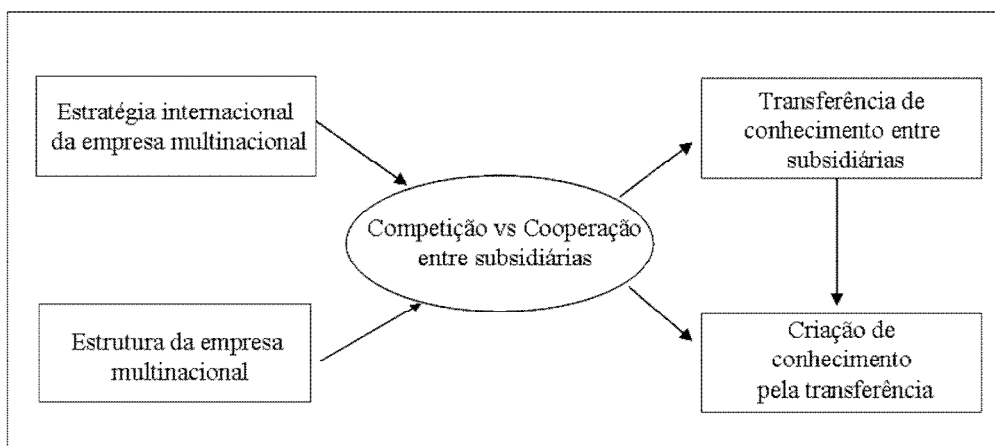 Estratégia internacional
da empresa multinacional
Transferência de
conhecimento entre
subsidiárias
Competição vs Cooperação
entre subsidiárias
Estrutura da empresa
multinacional
Criação de
conhecimento
pela transferência